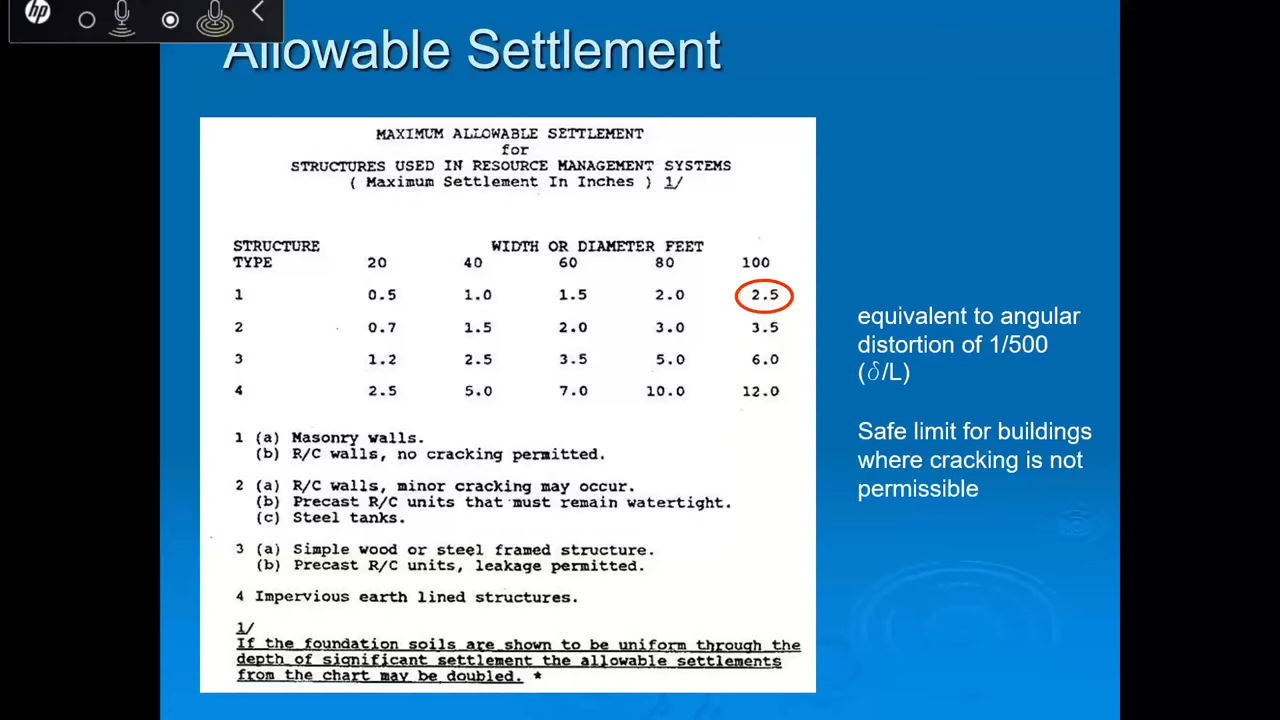 hp
Allowable Settlement
MAXIMUM ALLOWABLE SETTLEMENT
for
STRUCTURES USED IN RESOURCE MANAGEMENT SYSTEMS
( Maximum Settlement In Inches ) 1/
STRUCTURE WIDTH OR DIAMETER FEET
TYPE 20 40 60 80 100
1 0.5 1.0 1.5 2.0 2.5
2 0.7 1.5 2.0 3.0 3.5
3 1.2 2.5 3.5 5.0 6.0
4 2.5 5.0 7.0 10.0 12.0
1 (a) Masonry walls.
(b) R/C walls, no cracking permitted.
2 (a) R/C walls, minor cracking may occur.
(b) Precast R/C units that must remain watertight.
(c) Steel tanks.
3 (a) Simple wood or steel framed structure.
(b) Precast R/C units, leakage permitted.
4 Impervious earth lined structures.
1/
If the foundation soils are shown to be uniform through the
depth of significant settlement the allowable settlements
from the chart may be doubled. *
equivalent to angular
distortion of 1/500
(δ/L)
Safe limit for buildings
where cracking is not
permissible